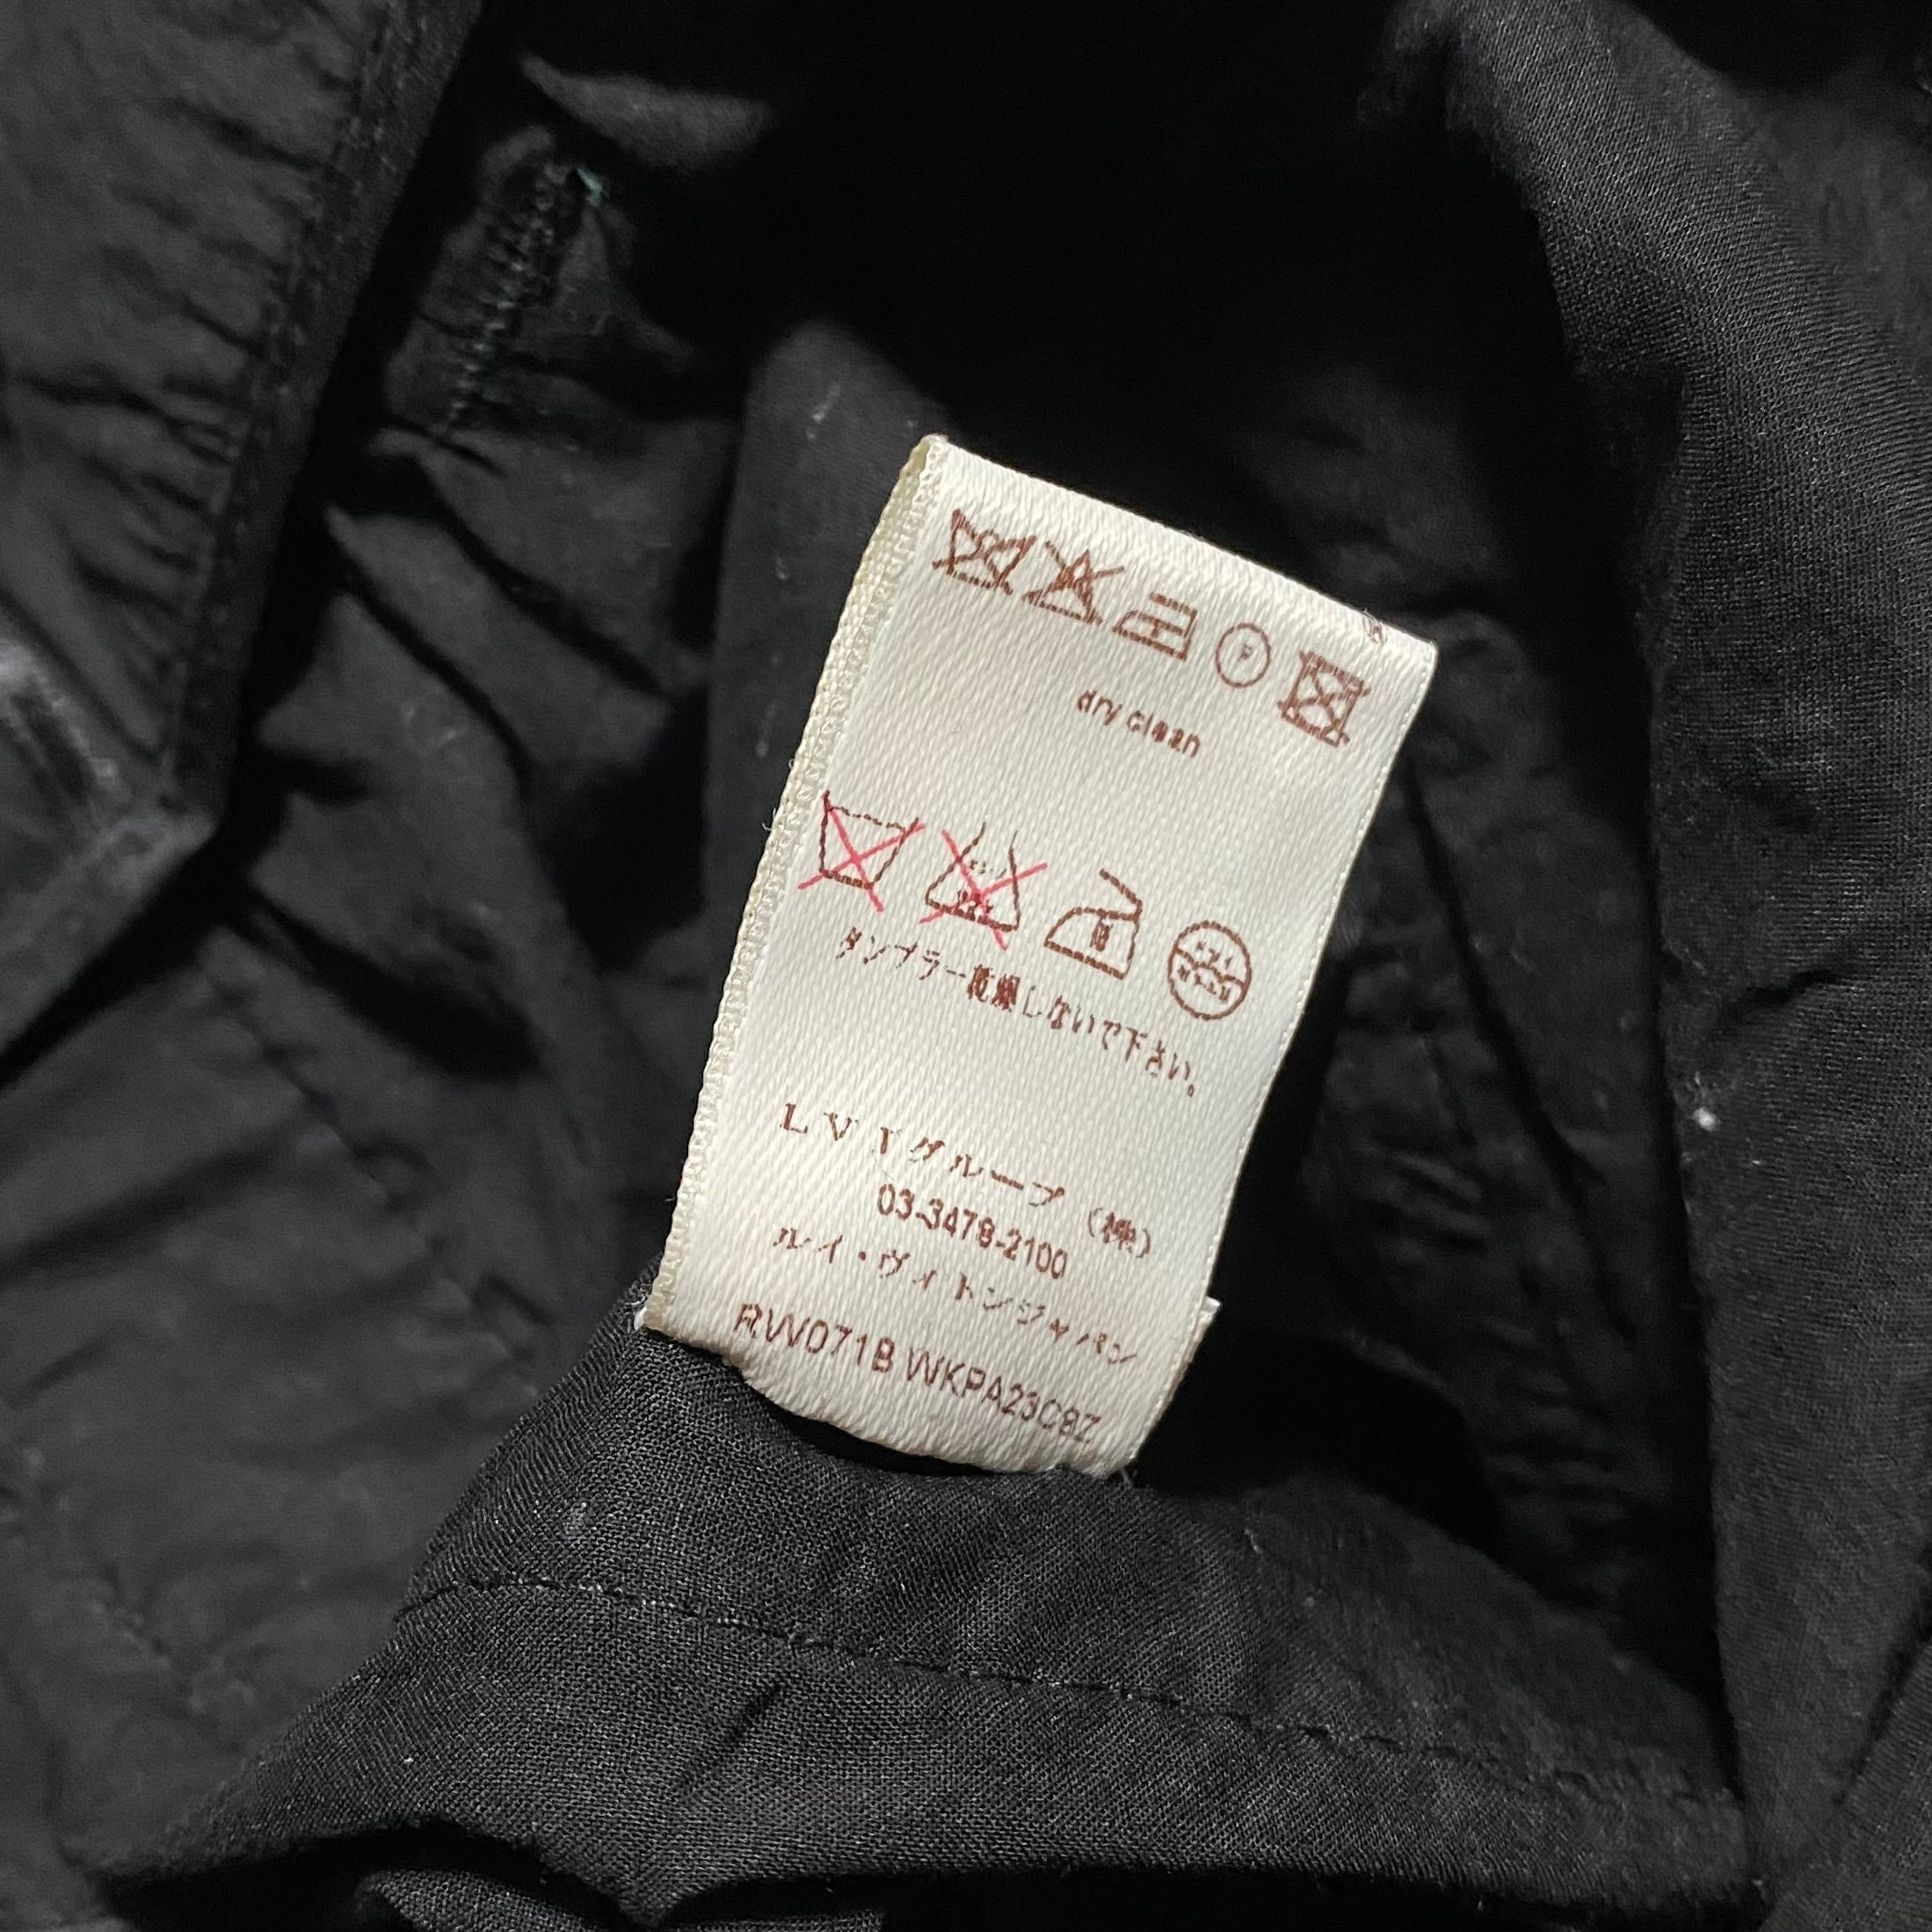 P
dry clean
タンブラー乾燥しないで下さい。
LVJグループ(株)
03-3478-2100
ルイ・ヴィトンジャパン
RW071B WKPA23C8Z